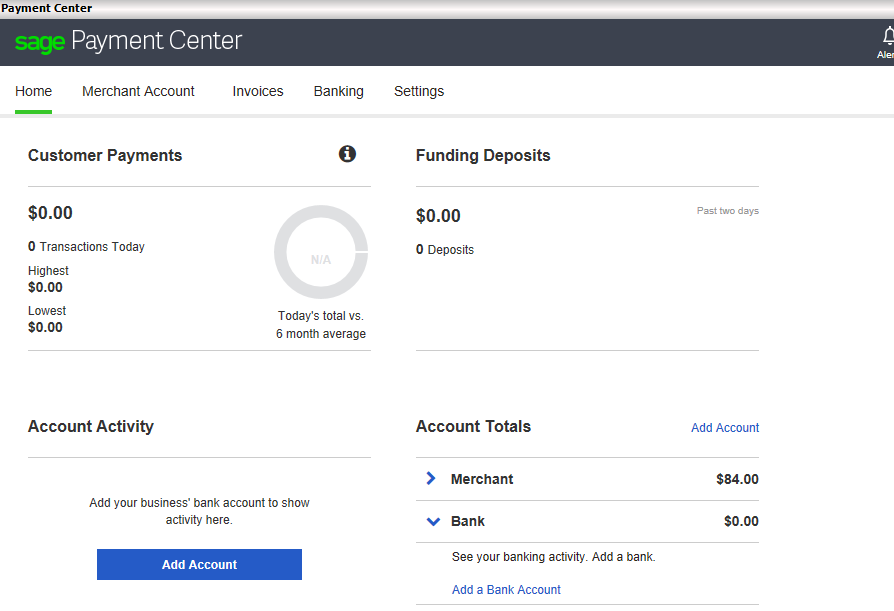 Payment Center
sage Payment Center
Home Merchant Account Invoices Banking Settings
Customer Payments
$0.00
0 Transactions Today
Highest
$0.00
Lowest
$0.00
N/A
Today's total vs.
6 month average
Funding Deposits
$0.00
Past two days
0 Deposits
Account Activity
Add your business' bank account to show
activity here.
Add Account
Account Totals
Add Account
Merchant $84.00
Bank $0.00
See your banking activity. Add a bank.
Add a Bank Account